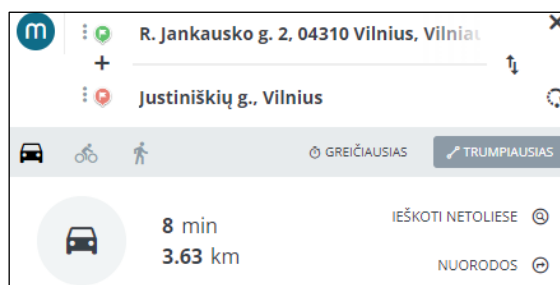 m
R. Jankausko g. 2, 04310 Vilnius, Vilniau
Justiniškių g., Vilnius
GREIČIAUSIAS
TRUMPIAUSIAS
8 min
3.63 km
IEŠKOTI NETOLIESE
NUORODOS